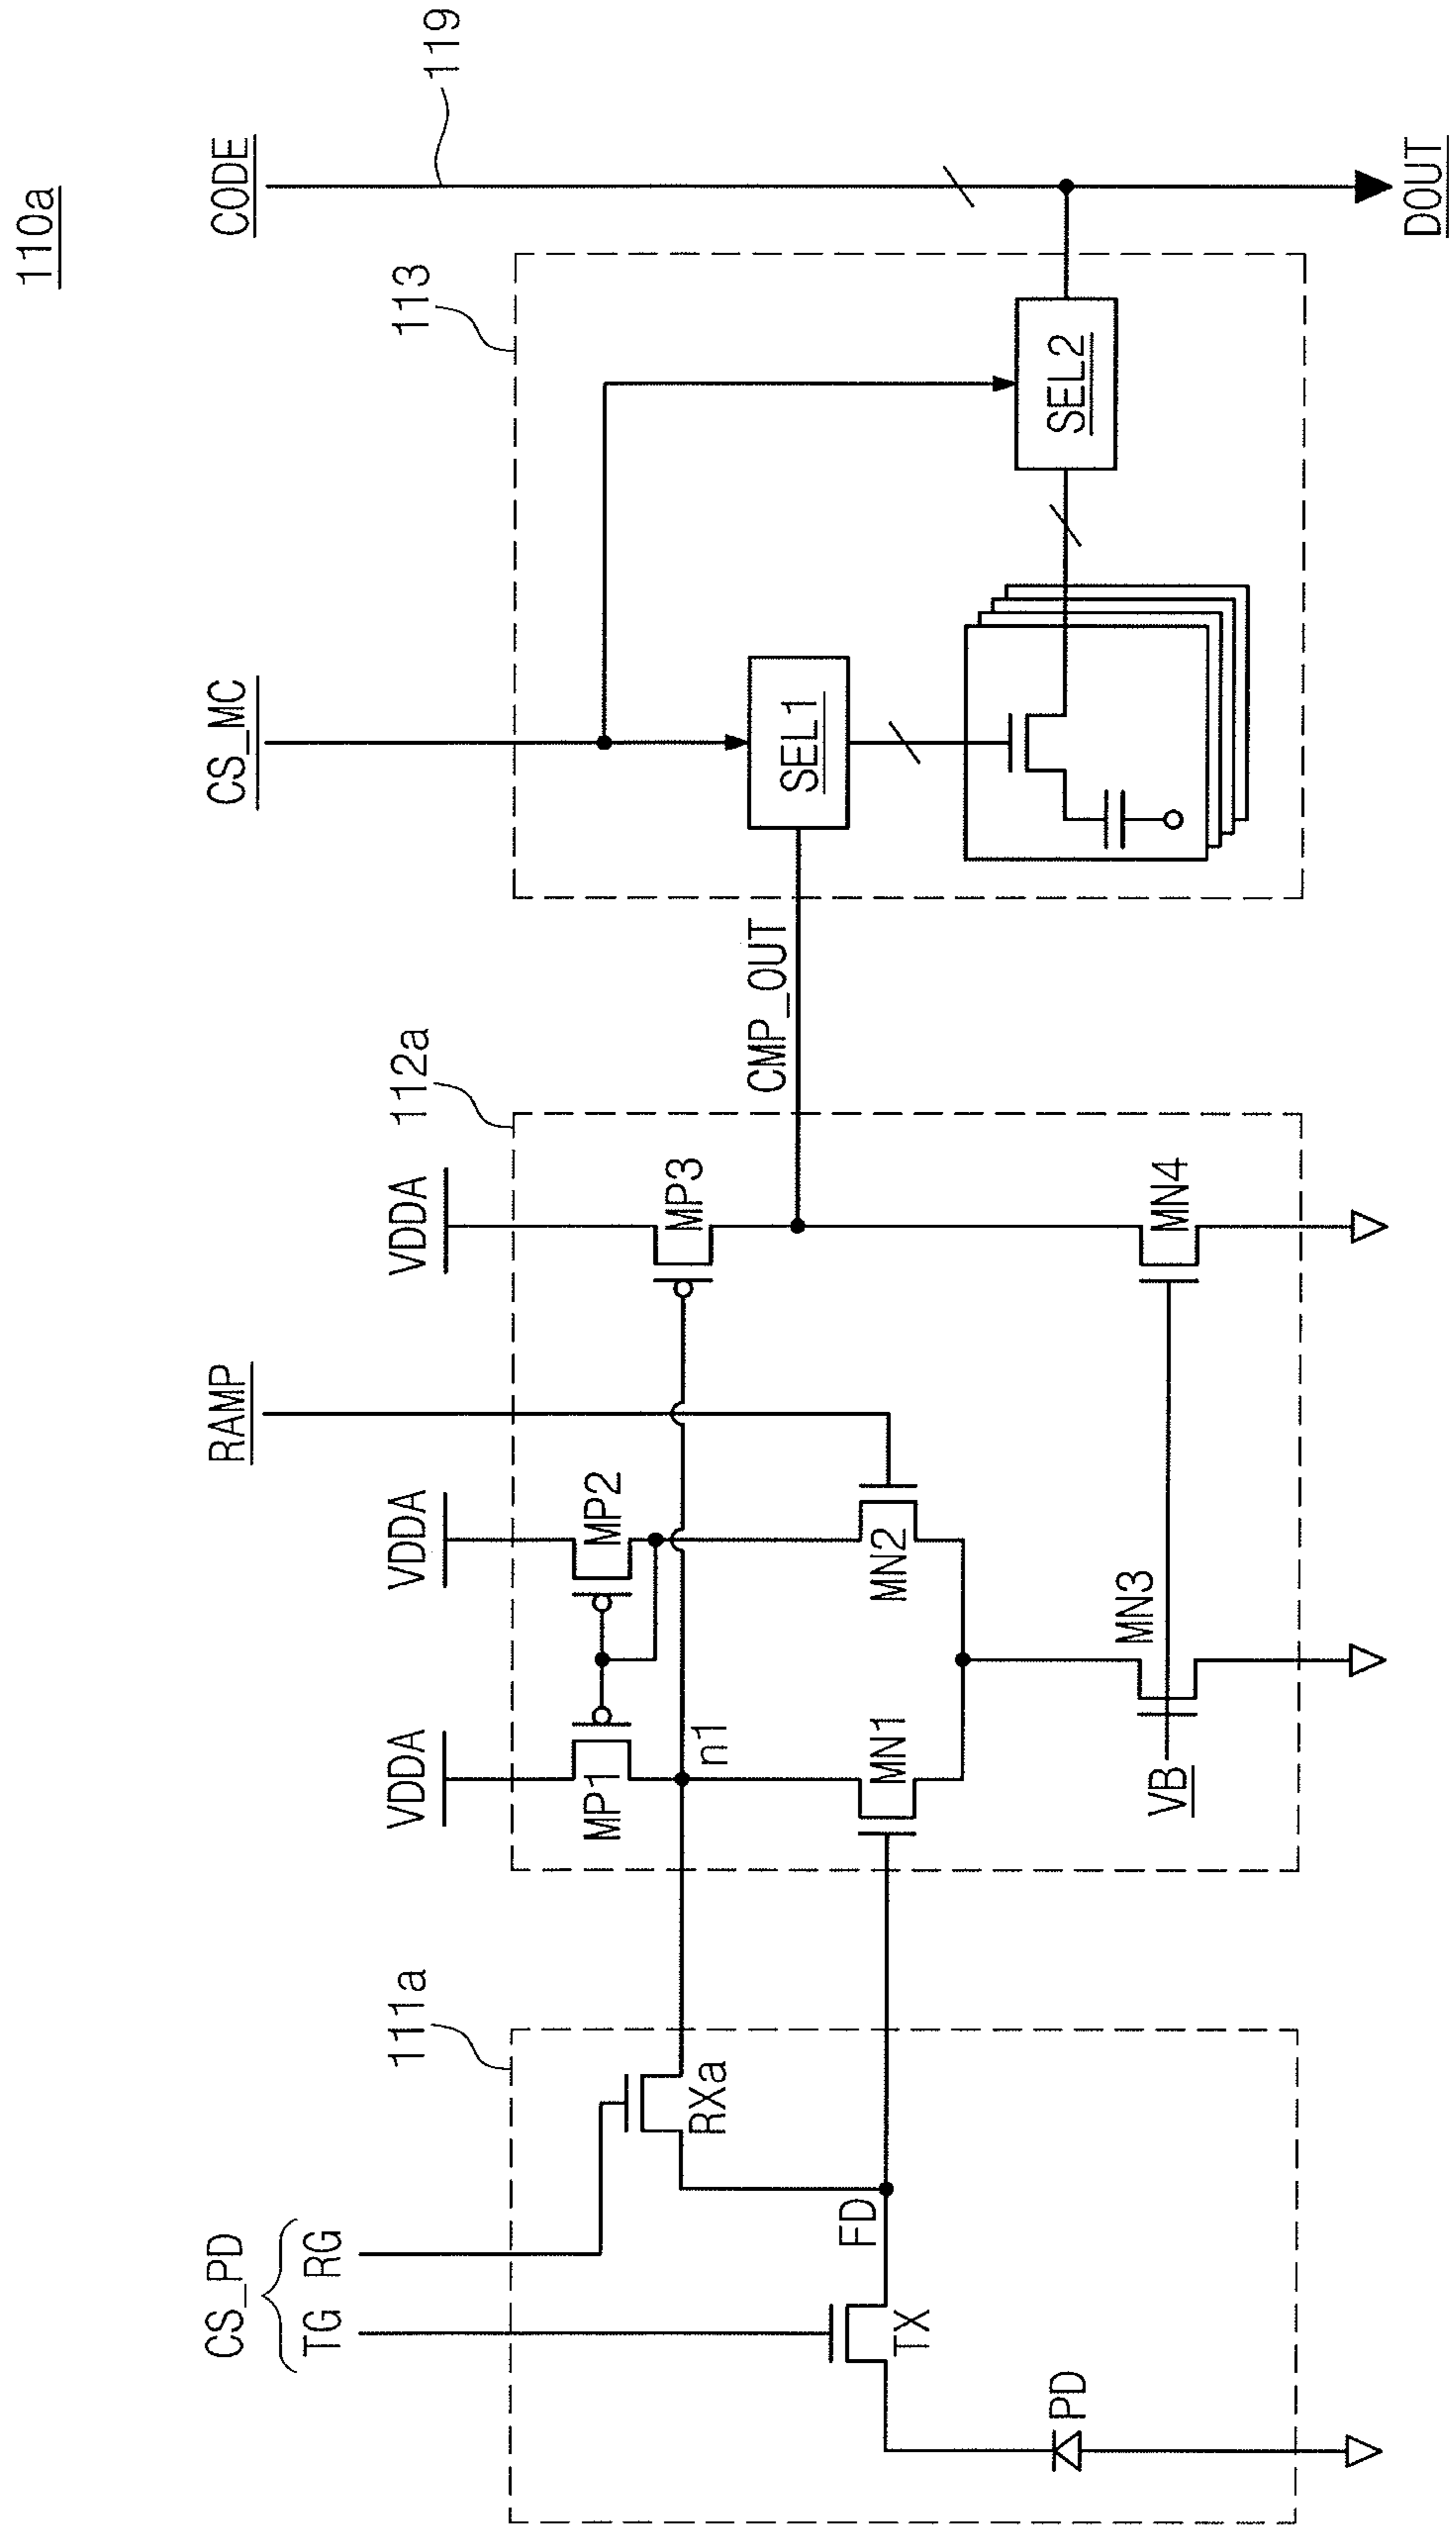 110a
CS_PD
TG
RG
111a
RXa
FD
TX
PD
VDDA
VDDA
RAMP
VDDA
112a
MP1
MP2
MP3
n1
MN1
MN2
MN3
MN4
VB
CMP_OUT
CS_MC
113
SEL1
SEL2
CODE
119
DOUT